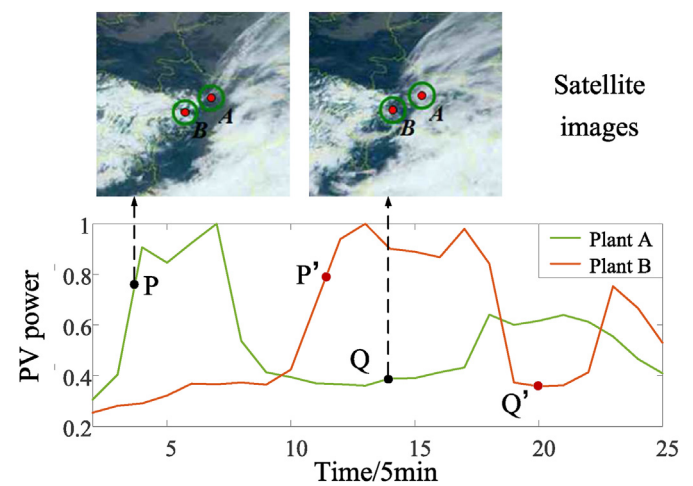 B
A
B
A
Satellite
images
1
0.8
0.6
0.4
0.2
PV power
P
P’
Q
Q’
Plant A
Plant B
5
10
15
20
25
Time/5min